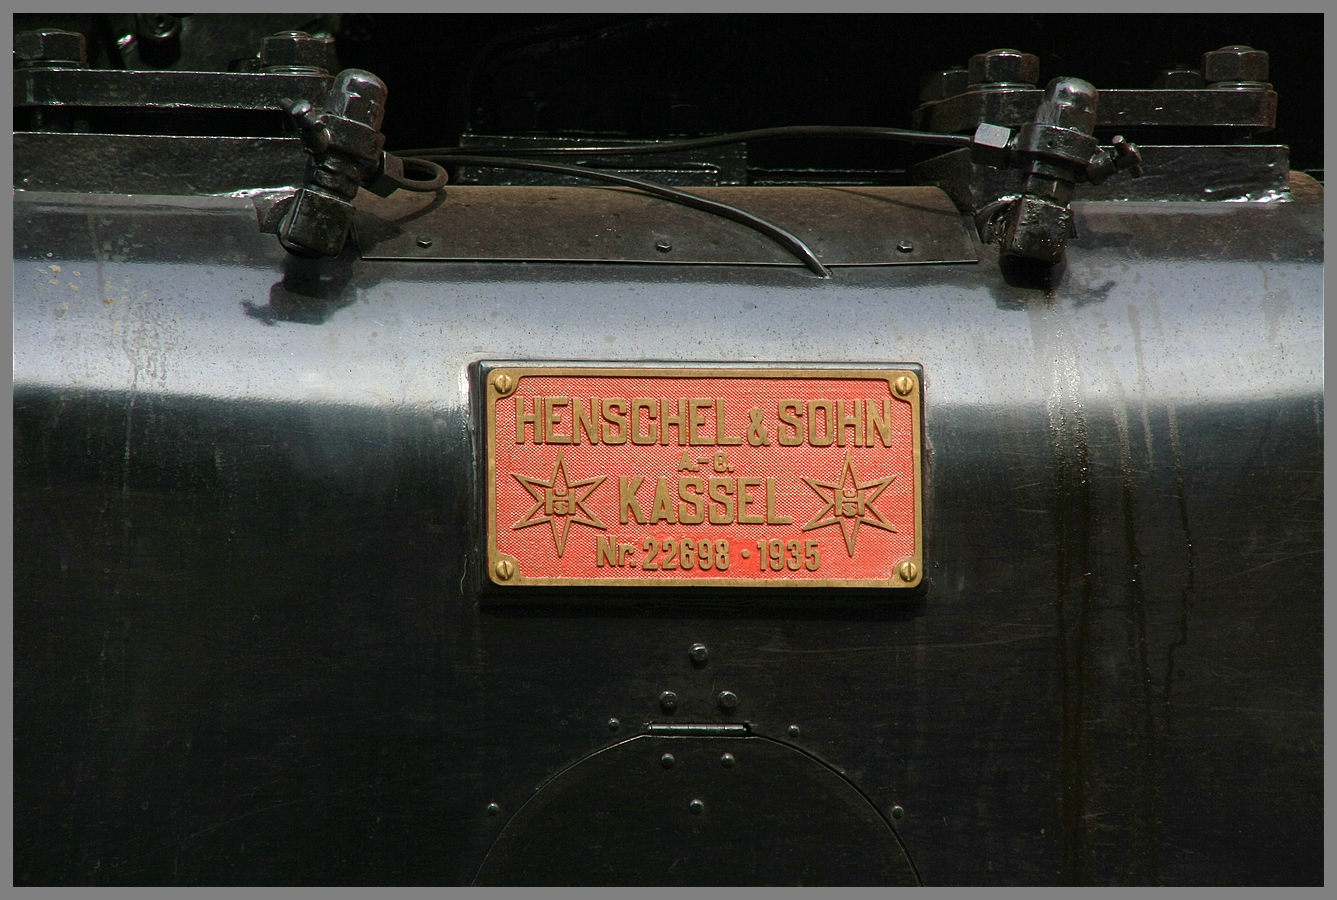 HENSCHEL & SOHN
A.-G.
KASSEL
Nr. 22698 · 1935